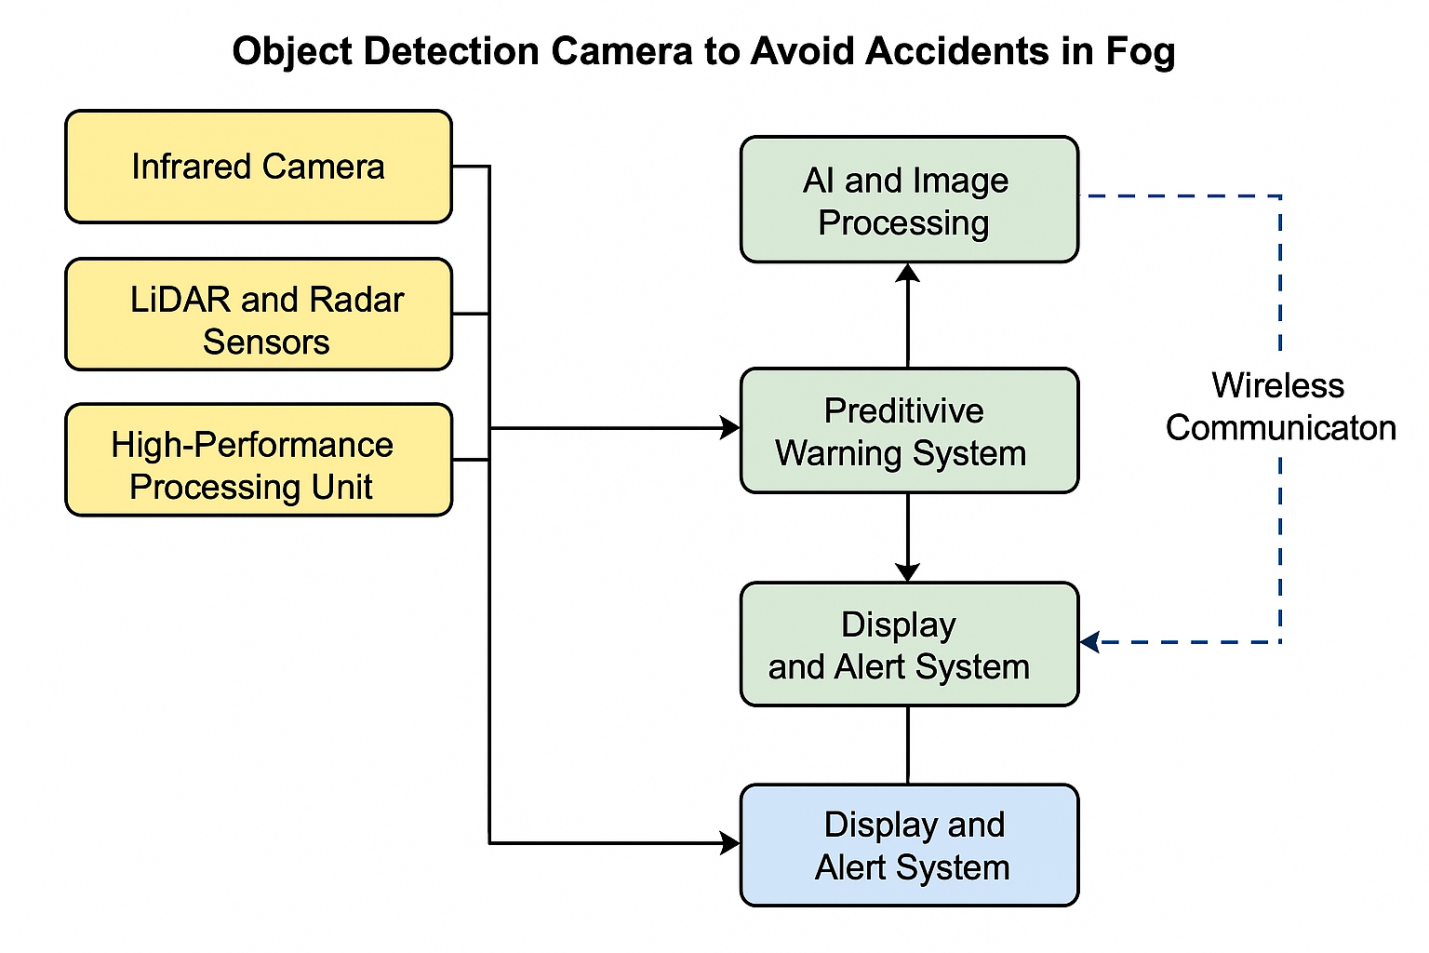 Object Detection Camera to Avoid Accidents in Fog
Infrared Camera
LiDAR and Radar
Sensors
High-Performance
Processing Unit
AI and Image
Processing
Preditivive
Warning System
Display
and Alert System
Display and
Alert System
Wireless
Communicaton